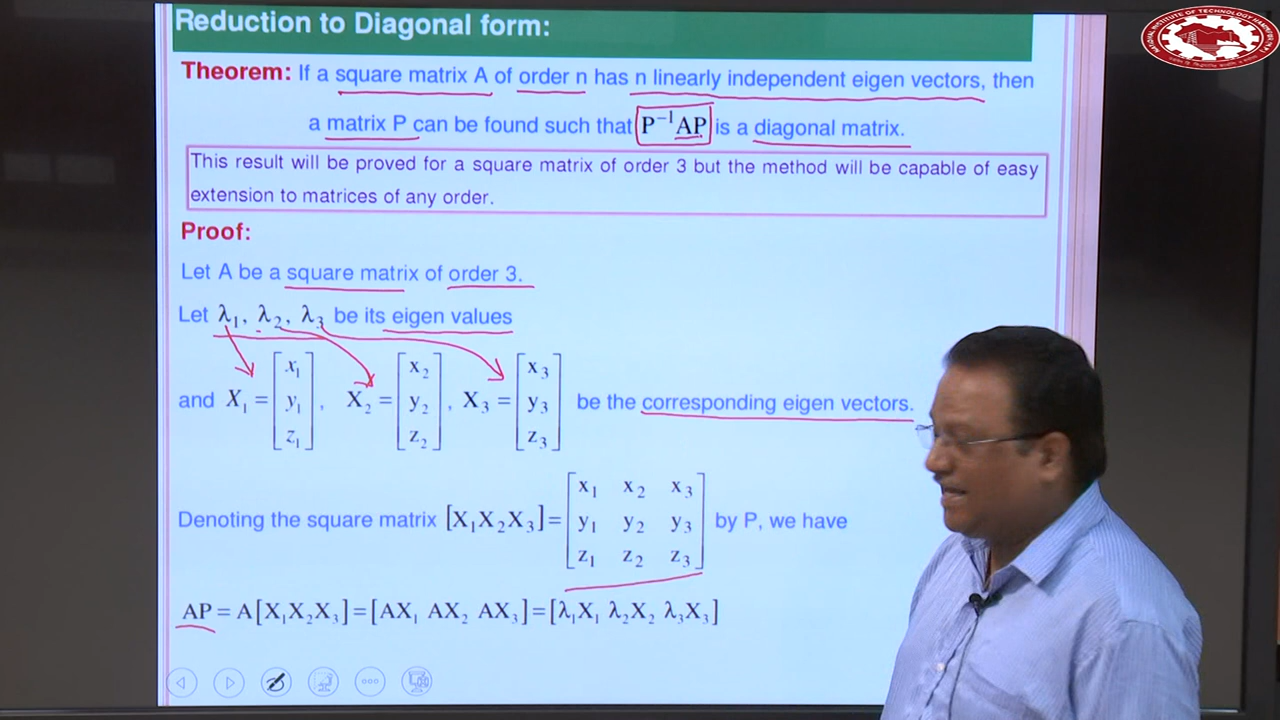 Reduction to Diagonal form:
Theorem: If a square matrix A of order n has n linearly independent eigen vectors, then
a matrix P can be found such that P⁻¹AP is a diagonal matrix.
This result will be proved for a square matrix of order 3 but the method will be capable of easy
extension to matrices of any order.
Proof:
Let A be a square matrix of order 3.
Let λ₁, λ₂, λ₃ be its eigen values
and X₁ = [x₁ y₁ z₁], X₂ = [x₂ y₂ z₂], X₃ = [x₃ y₃ z₃] be the corresponding eigen vectors.
Denoting the square matrix [X₁X₂X₃] = [x₁ x₂ x₃ y₁ y₂ y₃ z₁ z₂ z₃] by P, we have
AP = A[X₁X₂X₃] = [AX₁ AX₂ AX₃] = [λ₁X₁ λ₂X₂ λ₃X₃]